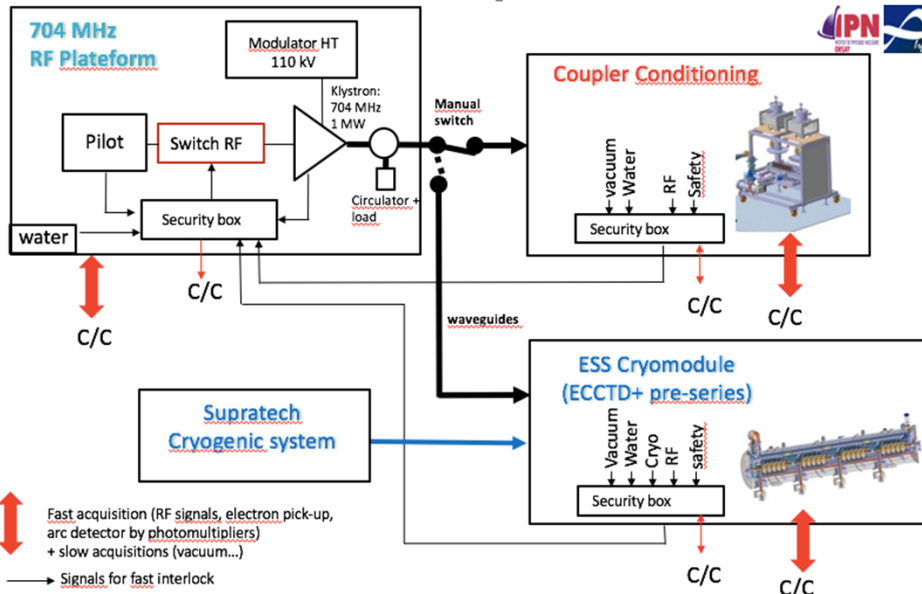 704 MHz
RF Plateform
Modulator HT
110 kV
Klystron:
704 MHz
1 MW
Pilot
Switch RF
Manual
switch
Circulator +
load
Security box
water
C/C
C/C
IPN
ORSAY
Coupler Conditioning
vacuum
Water
RF
Safety
Security box
C/C
C/C
waveguides
ESS Cryomodule
(ECCTD+ pre-series)
Vacuum
Water
Cryo
RF
safety
Security box
C/C
C/C
Supratech
Cryogenic system
Fast acquisition (RF signals, electron pick-up,
arc detector by photomultipliers)
+ slow acquisitions (vacuum...)
Signals for fast interlock